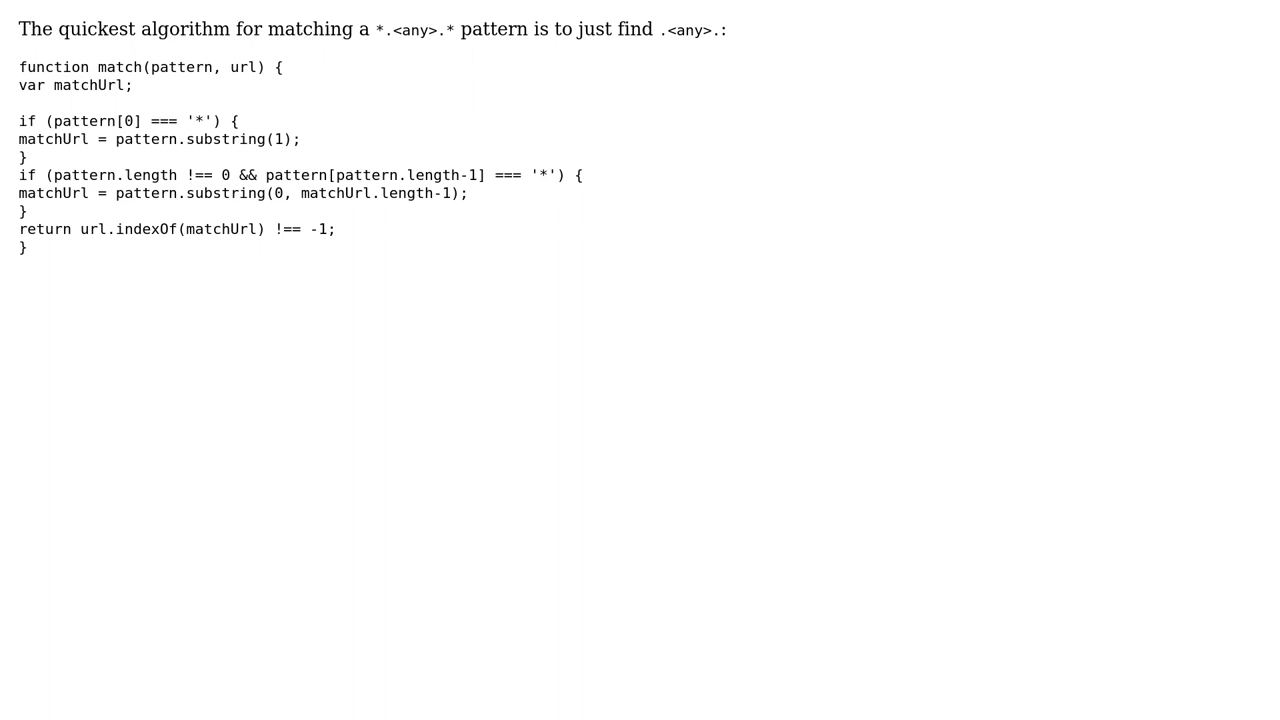 The quickest algorithm for matching a *.<any>.* pattern is to just find .<any>.:
function match(pattern, url) {
var matchUrl;
if (pattern[0] === '*') {
matchUrl = pattern.substring(1);
}
if (pattern.length !== 0 && pattern[pattern.length-1] === '*') {
matchUrl = pattern.substring(0, matchUrl.length-1);
}
return url.indexOf(matchUrl) !== -1;
}